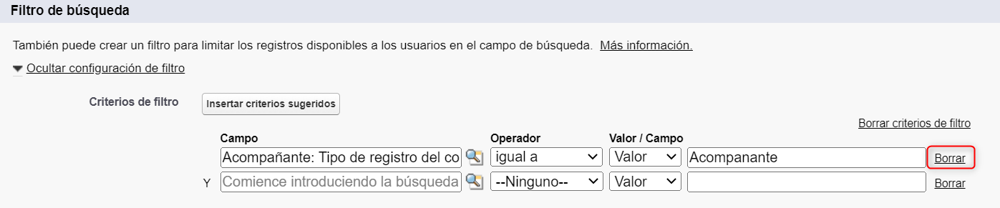 Filtro de búsqueda
También puede crear un filtro para limitar los registros disponibles a los usuarios en el campo de búsqueda. Más información.
Ocultar configuración de filtro
Criterios de filtro Insertar criterios sugeridos
Borrar criterios de filtro
Campo Operador Valor / Campo
Acompañante: Tipo de registro del co igual a Valor Acompanante Borrar
Y Comience introduciendo la búsqueda --Ninguno-- Valor Borrar